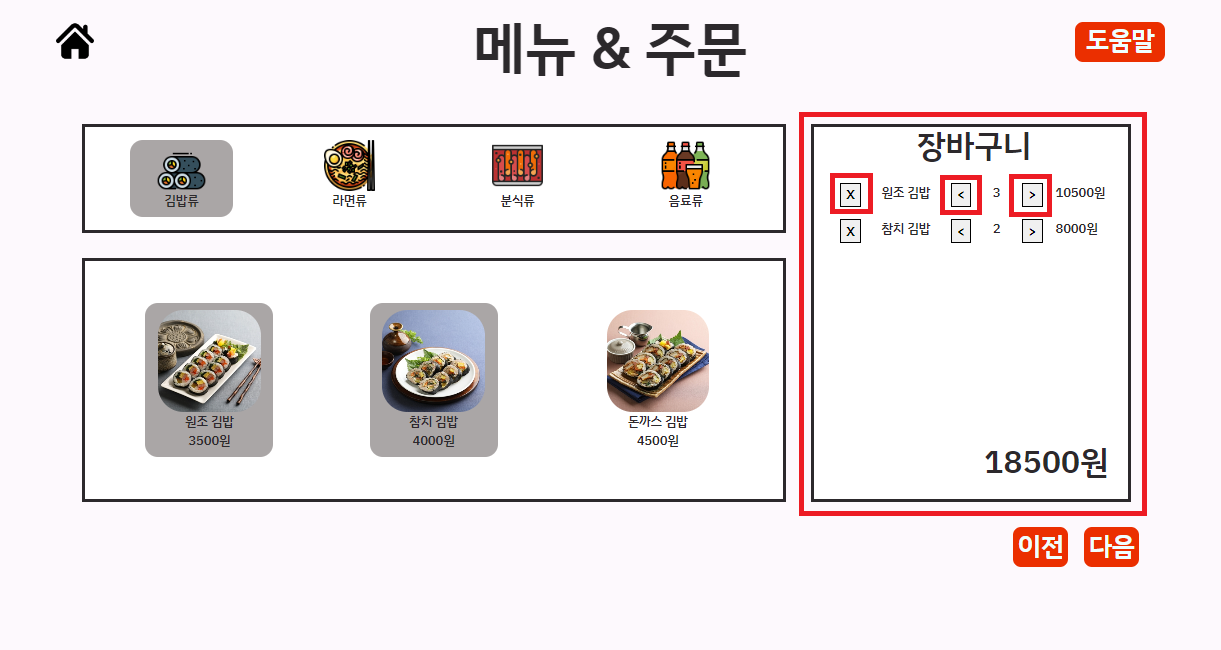 메뉴 & 주문
도움말
김밥류
라면류
분식류
음료류
원조 김밥
3500원
참치 김밥
4000원
돈까스 김밥
4500원
장바구니
X 원조 김밥 < 3 > 10500원
X 참치 김밥 < 2 > 8000원
18500원
이전 다음